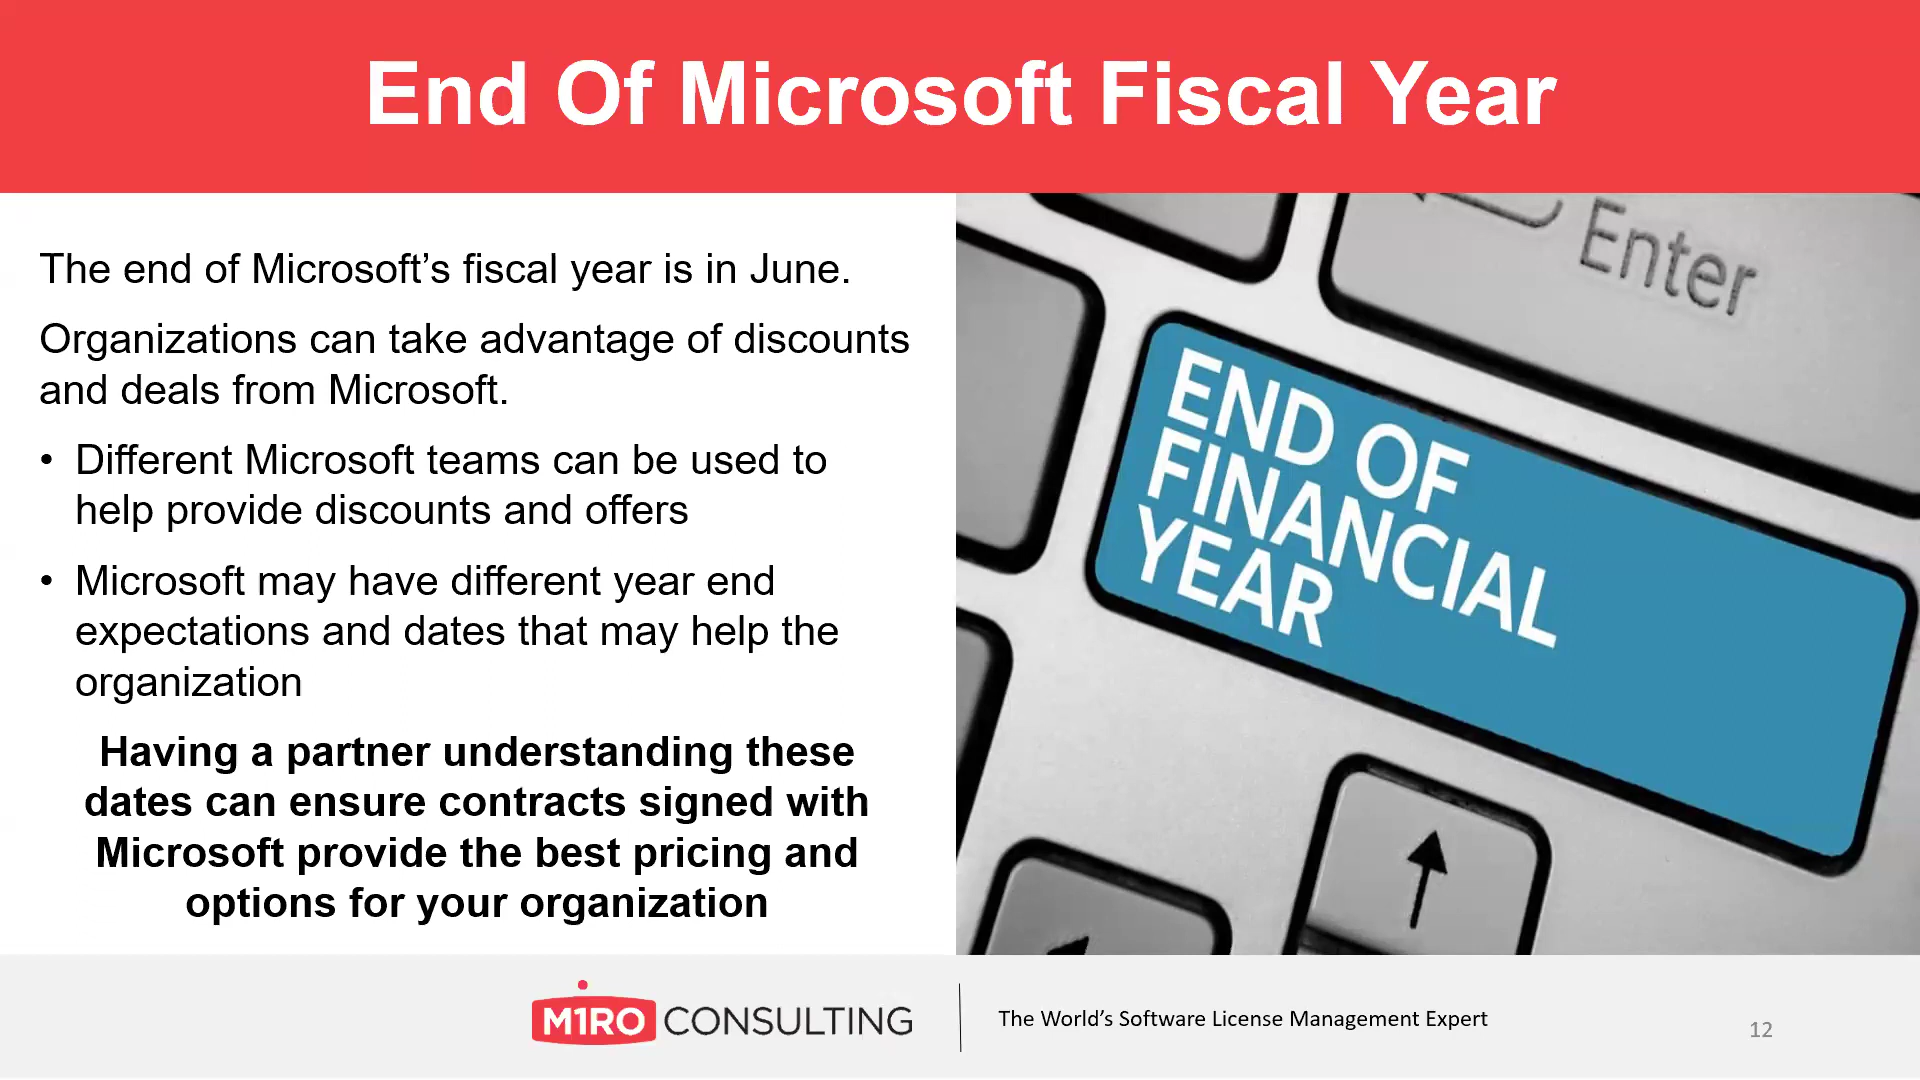 End Of Microsoft Fiscal Year
The end of Microsoft’s fiscal year is in June.
Organizations can take advantage of discounts
and deals from Microsoft.
• Different Microsoft teams can be used to
help provide discounts and offers
• Microsoft may have different year end
expectations and dates that may help the
organization
Having a partner understanding these
dates can ensure contracts signed with
Microsoft provide the best pricing and
options for your organization
Enter
END OF
FINANCIAL
YEAR
M1RO CONSULTING
The World’s Software License Management Expert
12